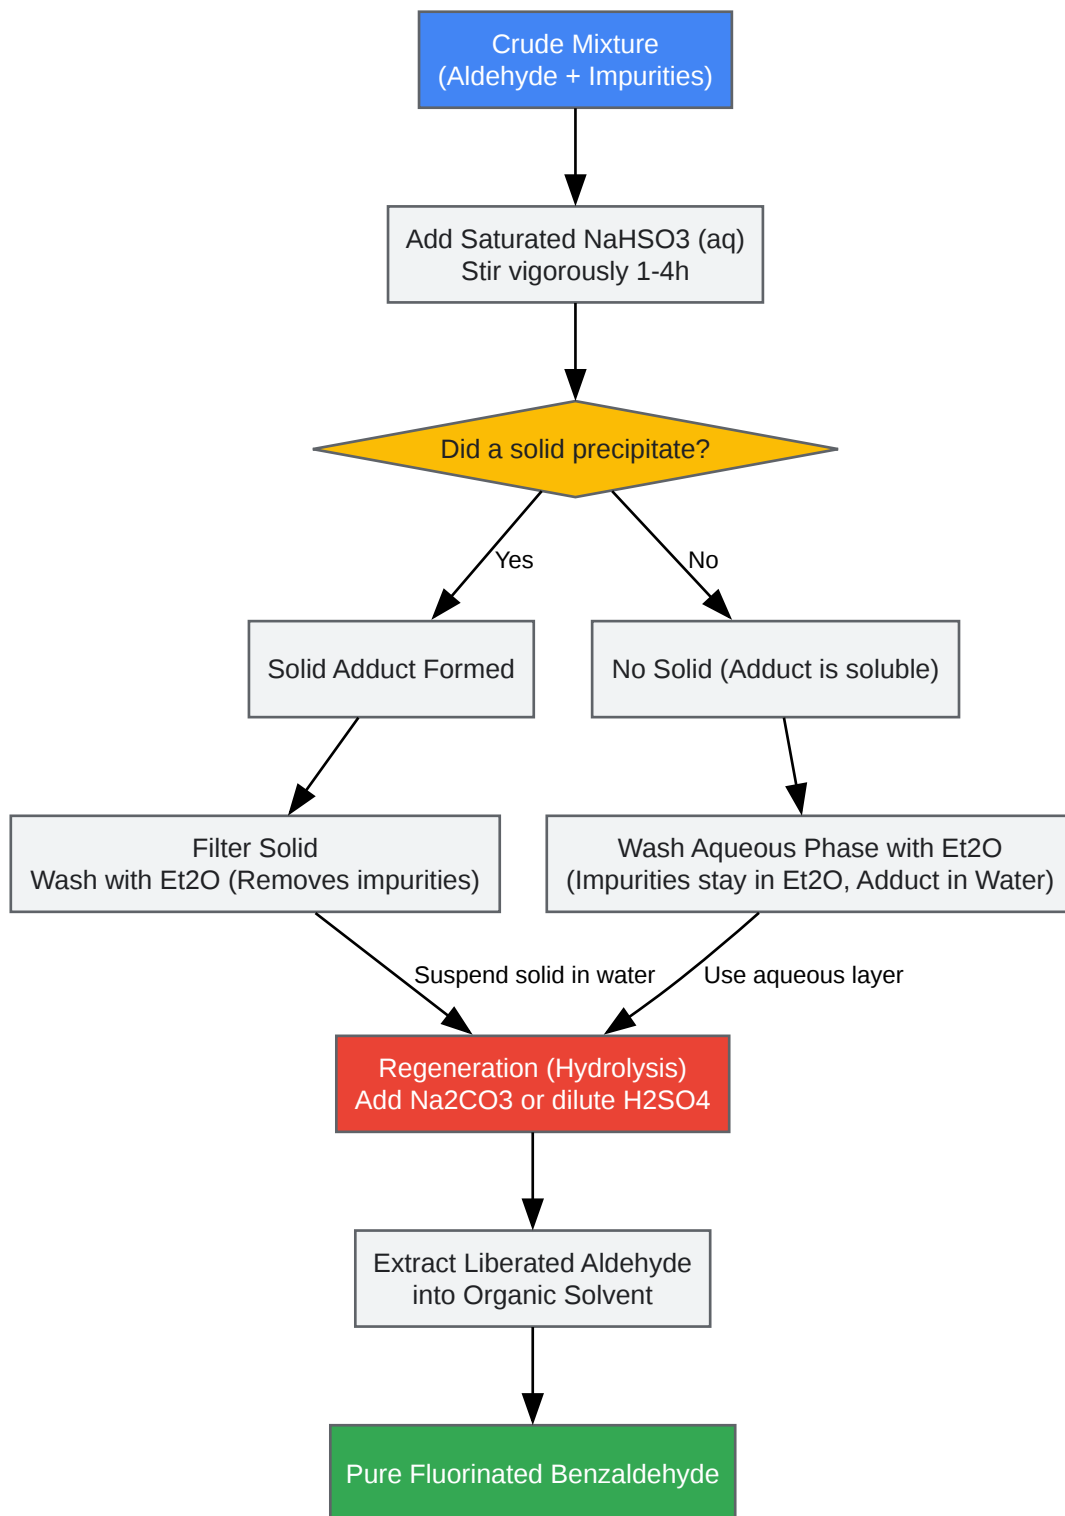 Crude Mixture
(Aldehyde + Impurities)
Add Saturated NaHSO3 (aq)
Stir vigorously 1-4h
Did a solid precipitate?
Yes
No
Solid Adduct Formed
No Solid (Adduct is soluble)
Filter Solid
Wash with Et2O (Removes impurities)
Wash Aqueous Phase with Et2O
(Impurities stay in Et2O, Adduct in Water)
Suspend solid in water
Use aqueous layer
Regeneration (Hydrolysis)
Add Na2CO3 or dilute H2SO4
Extract Liberated Aldehyde
into Organic Solvent
Pure Fluorinated Benzaldehyde